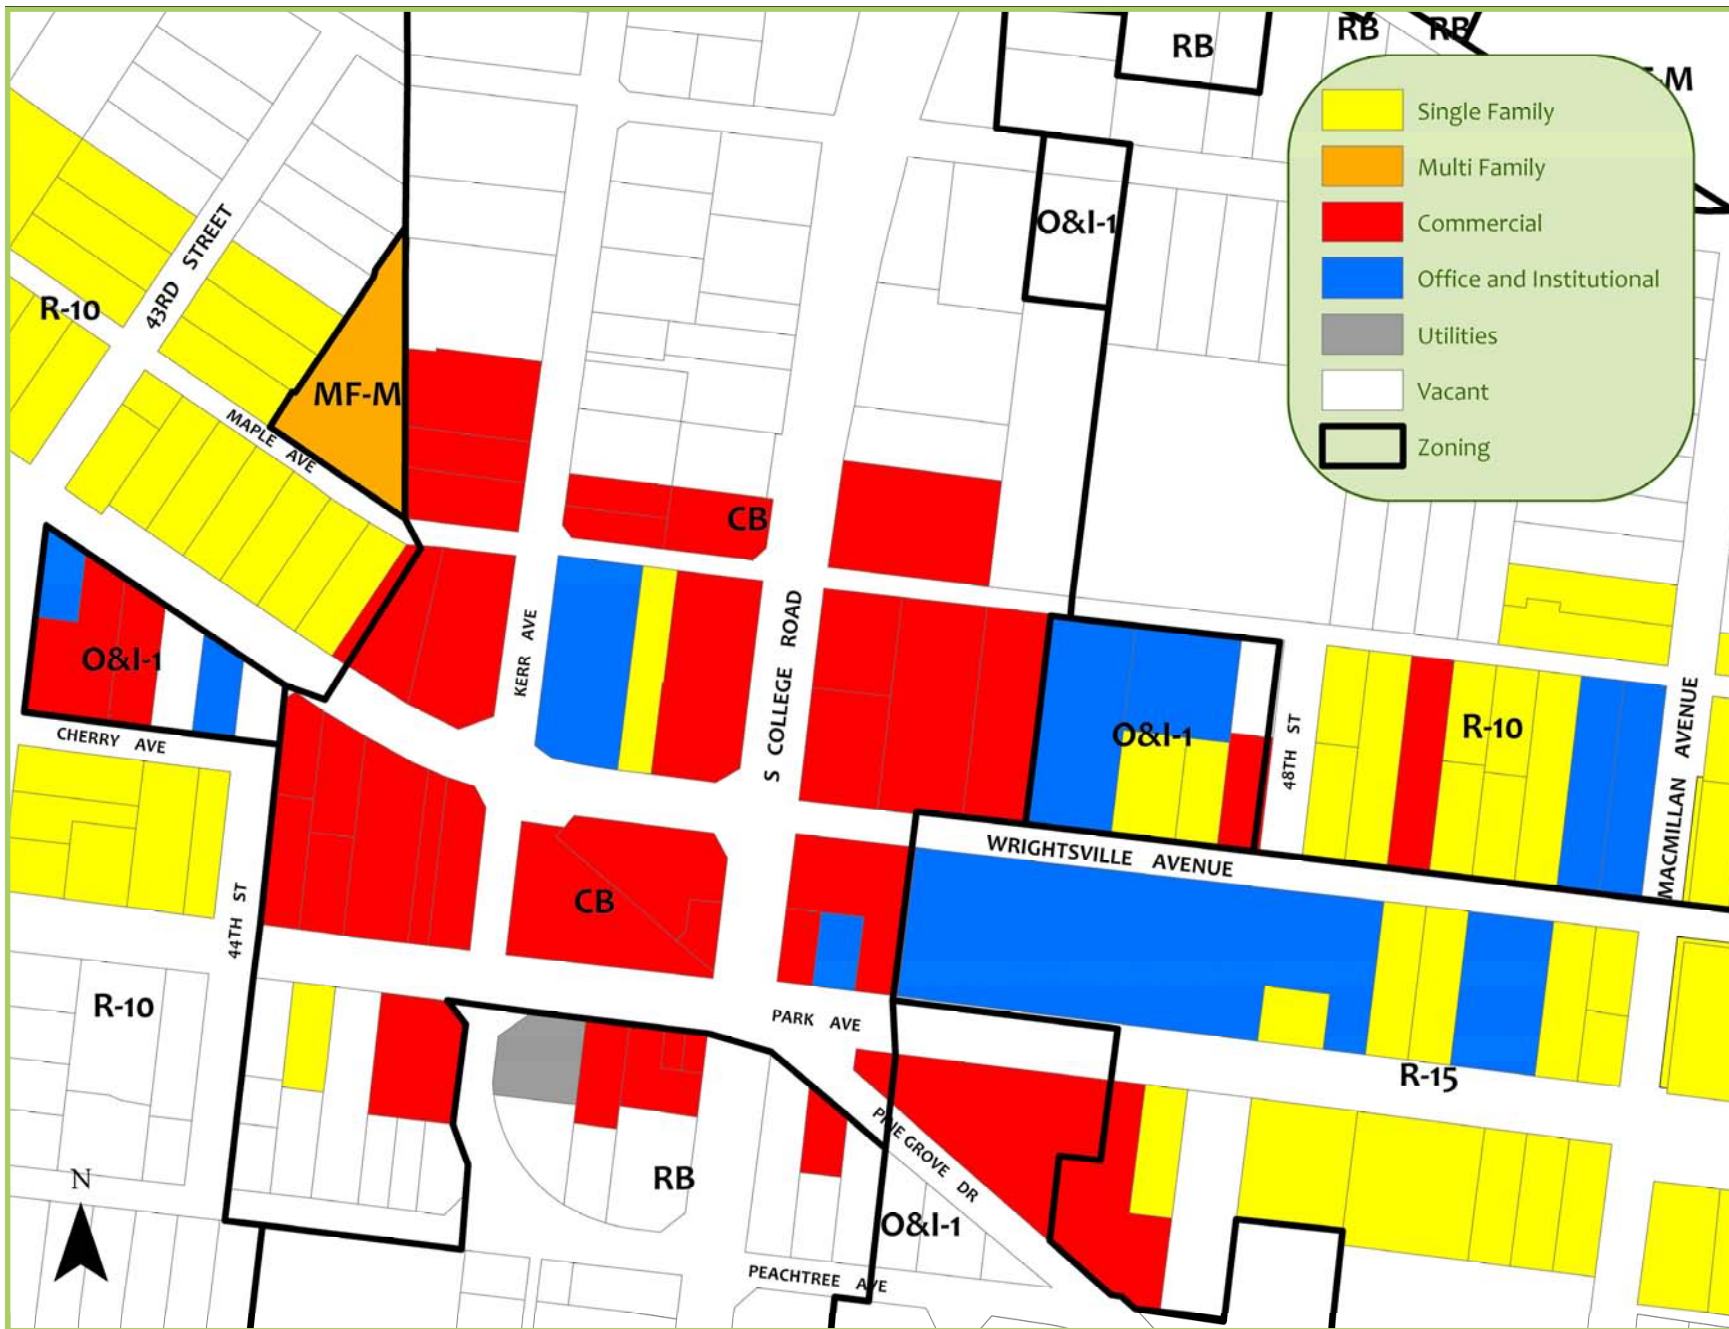 RB
RB
RB
-M
Single Family
Multi Family
Commercial
Office and Institutional
Utilities
Vacant
Zoning
O&I-1
43RD STREET
R-10
MF-M
MAPLE AVE
CB
KERR AVE
S COLLEGE ROAD
O&I-1
CHERRY AVE
O&I-1
48TH ST
R-10
MACMILLAN AVENUE
WRIGHTSVILLE AVENUE
44TH ST
CB
R-10
PARK AVE
R-15
PINE GROVE DR
N
RB
O&I-1
PEACHTREE AVE